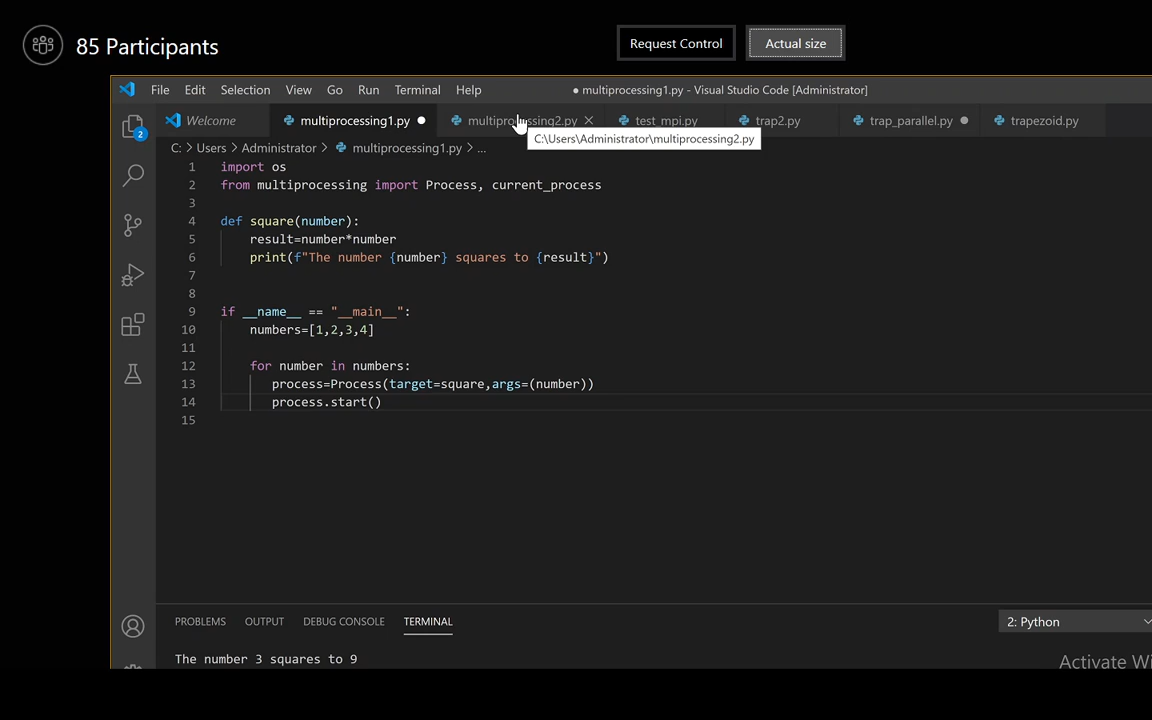 85 Participants
Request Control
Actual size
File Edit Selection View Go Run Terminal Help
● multiprocessing1.py - Visual Studio Code [Administrator]
Welcome multiprocessing1.py multiprocessing2.py test_mpi.py trap2.py trap_parallel.py trapezoid.py
C:\Users\Administrator\multiprocessing2.py
2
C: > Users > Administrator > multiprocessing1.py > ...
1 import os
2 from multiprocessing import Process, current_process
3
4 def square(number):
5 result=number*number
6 print(f"The number {number} squares to {result}")
7
8
9 if __name__ == "__main__":
10 numbers=[1,2,3,4]
11
12 for number in numbers:
13 process=Process(target=square,args=(number))
14 process.start()
15
PROBLEMS OUTPUT DEBUG CONSOLE TERMINAL
2: Python
The number 3 squares to 9
Activate Wi